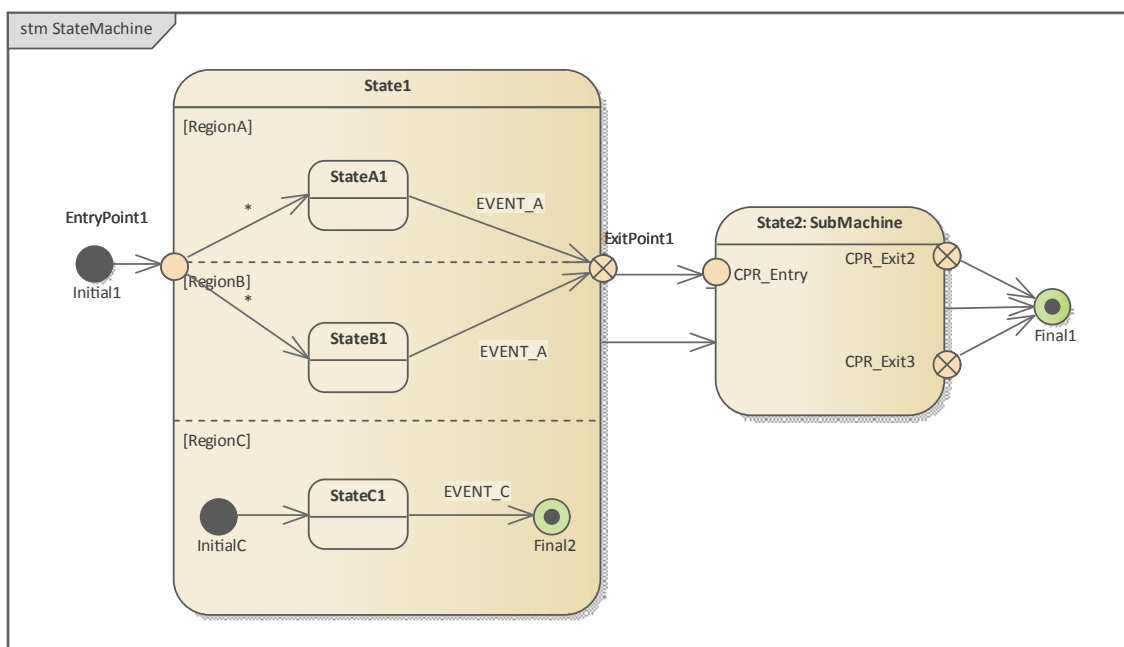 stm StateMachine
State1
[RegionA]
StateA1
*
EVENT_A
EntryPoint1
Initial1
ExitPoint1
[RegionB]
*
StateB1
EVENT_A
State2: SubMachine
CPR_Entry
CPR_Exit2
CPR_Exit3
Final1
[RegionC]
StateC1
EVENT_C
InitialC
Final2